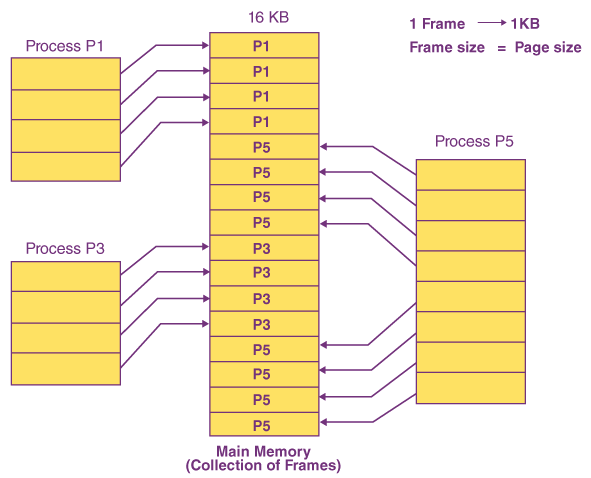 16 KB
1 Frame → 1KB
Frame size = Page size
Process P1
P1
P1
P1
P1
P5
P5
P5
P5
P3
P3
P3
P3
P5
P5
P5
P5
Process P5
Process P3
Main Memory
(Collection of Frames)